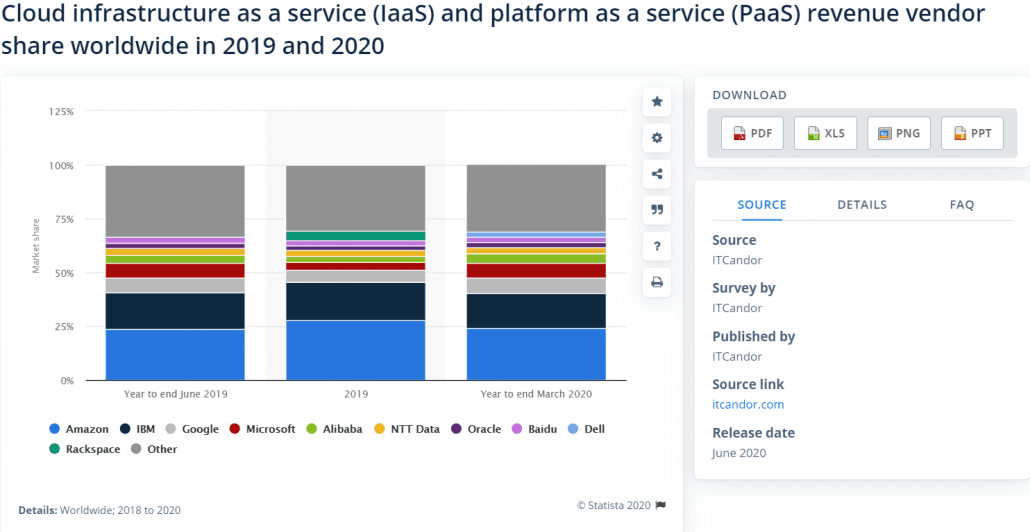 Cloud infrastructure as a service (IaaS) and platform as a service (PaaS) revenue vendor
share worldwide in 2019 and 2020
125%
100%
75%
50%
25%
0%
Market share
Year to end June 2019
2019
Year to end March 2020
Amazon IBM Google Microsoft Alibaba NTT Data Oracle Baidu Dell
Rackspace Other
Details: Worldwide; 2018 to 2020
© Statista 2020
?
DOWNLOAD
PDF XLS PNG PPT
SOURCE DETAILS FAQ
Source
ITCandor
Survey by
ITCandor
Published by
ITCandor
Source link
itcandor.com
Release date
June 2020